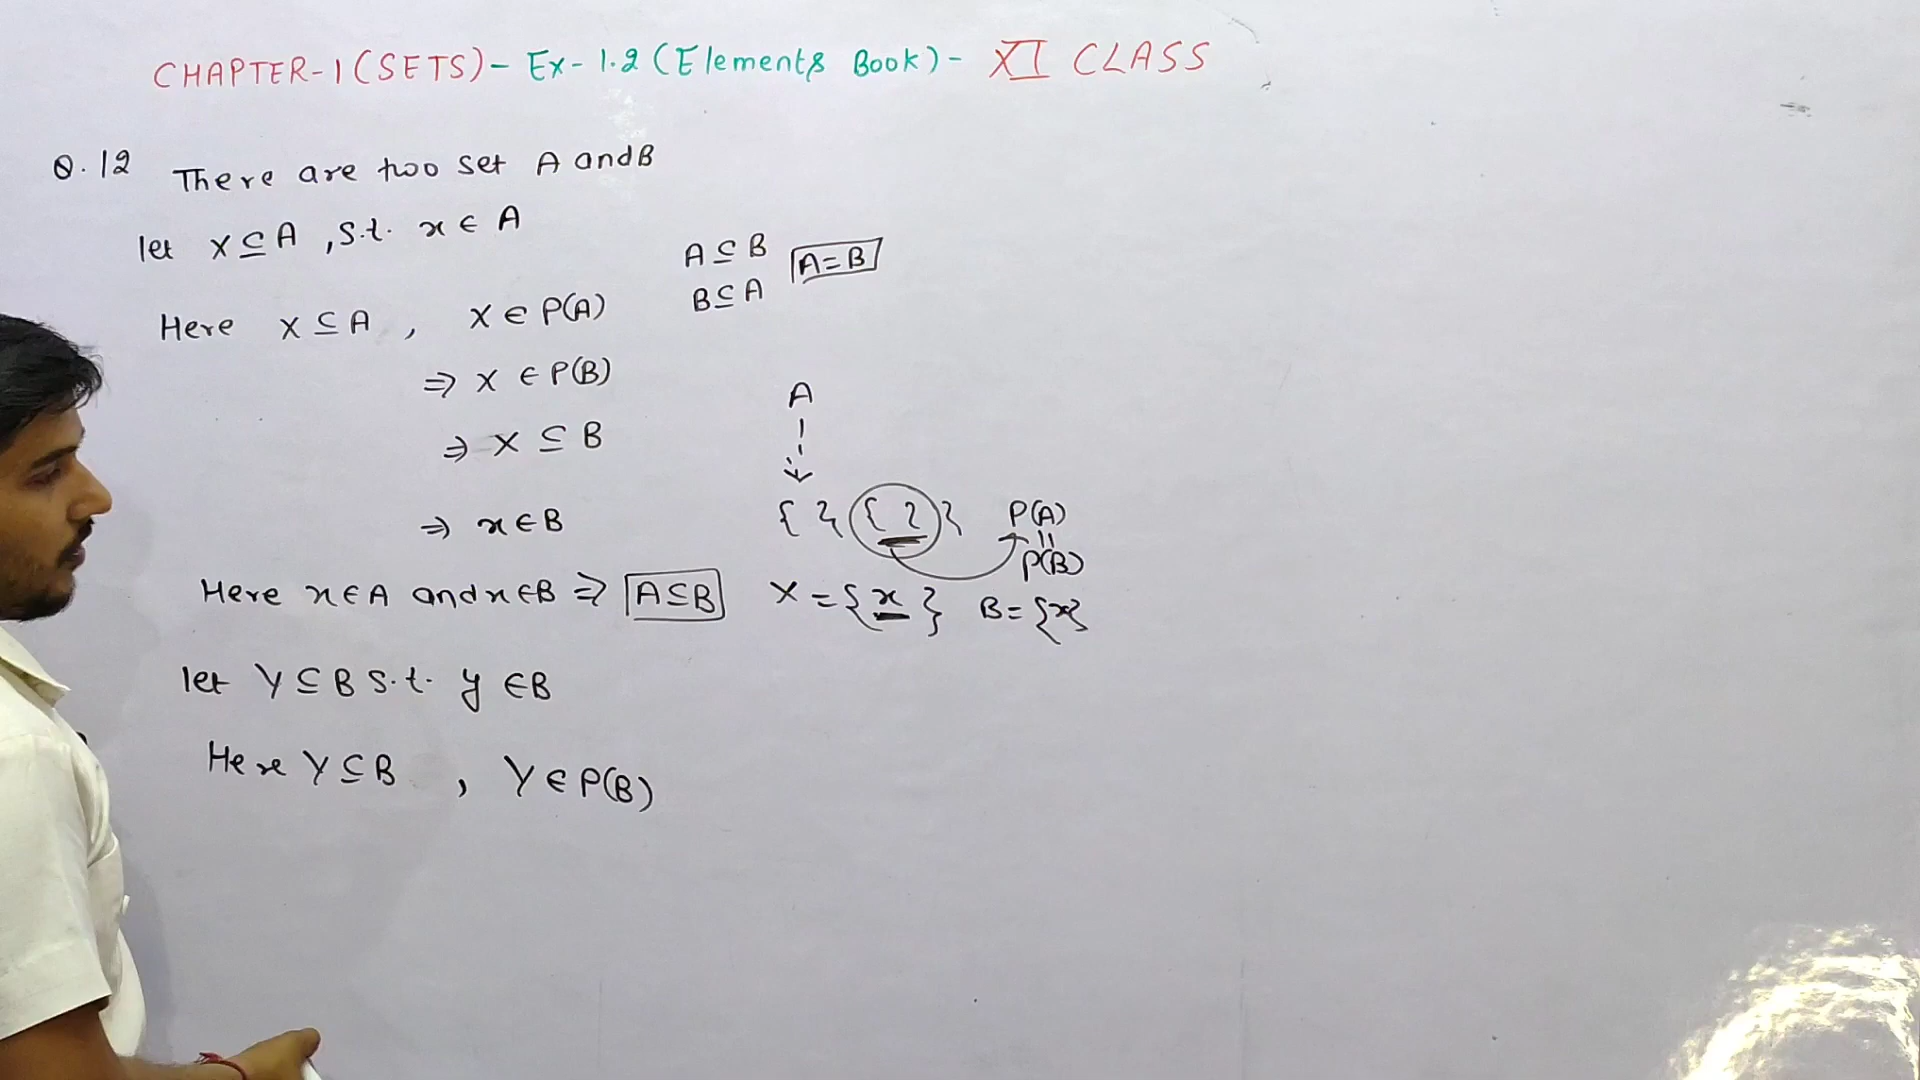 CHAPTER-1(SETS)- Ex-1.2(Elements Book)- XI CLASS
Q.12 There are two set A and B
let X⊆A, s.t. x∈A
A⊆B
B⊆A
A=B
Here X⊆A, X∈P(A)
⇒ X∈P(B)
⇒ X⊆B
⇒ x∈B
A
{ } { } }
P(A)
=
P(B)
Here x∈A and x∈B ⇒ A⊆B
X={x} B={x}
let Y⊆B s.t. y∈B
Here Y⊆B, Y∈P(B)